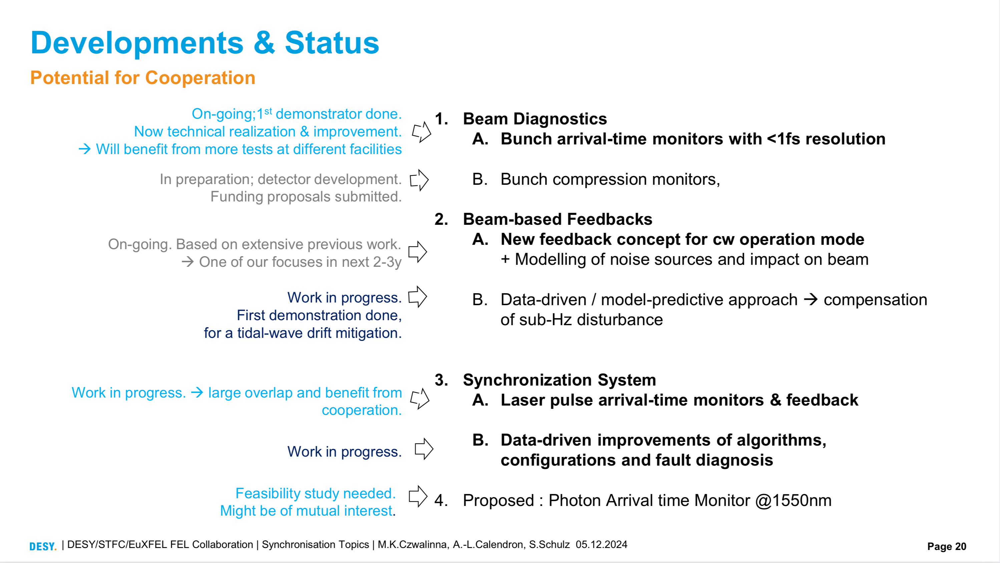 Developments & Status
Potential for Cooperation
On-going;1st demonstrator done.
Now technical realization & improvement.
→ Will benefit from more tests at different facilities
1. Beam Diagnostics
A. Bunch arrival-time monitors with <1fs resolution
In preparation; detector development.
Funding proposals submitted.
B. Bunch compression monitors,
2. Beam-based Feedbacks
On-going. Based on extensive previous work.
→ One of our focuses in next 2-3y
A. New feedback concept for cw operation mode
+ Modelling of noise sources and impact on beam
Work in progress.
First demonstration done,
for a tidal-wave drift mitigation.
B. Data-driven / model-predictive approach → compensation
of sub-Hz disturbance
3. Synchronization System
Work in progress. → large overlap and benefit from
cooperation.
A. Laser pulse arrival-time monitors & feedback
Work in progress.
B. Data-driven improvements of algorithms,
configurations and fault diagnosis
Feasibility study needed.
Might be of mutual interest.
4. Proposed : Photon Arrival time Monitor @1550nm
DESY. | DESY/STFC/EuXFEL FEL Collaboration | Synchronisation Topics | M.K.Czwalinna, A.-L.Calendron, S.Schulz 05.12.2024
Page 20